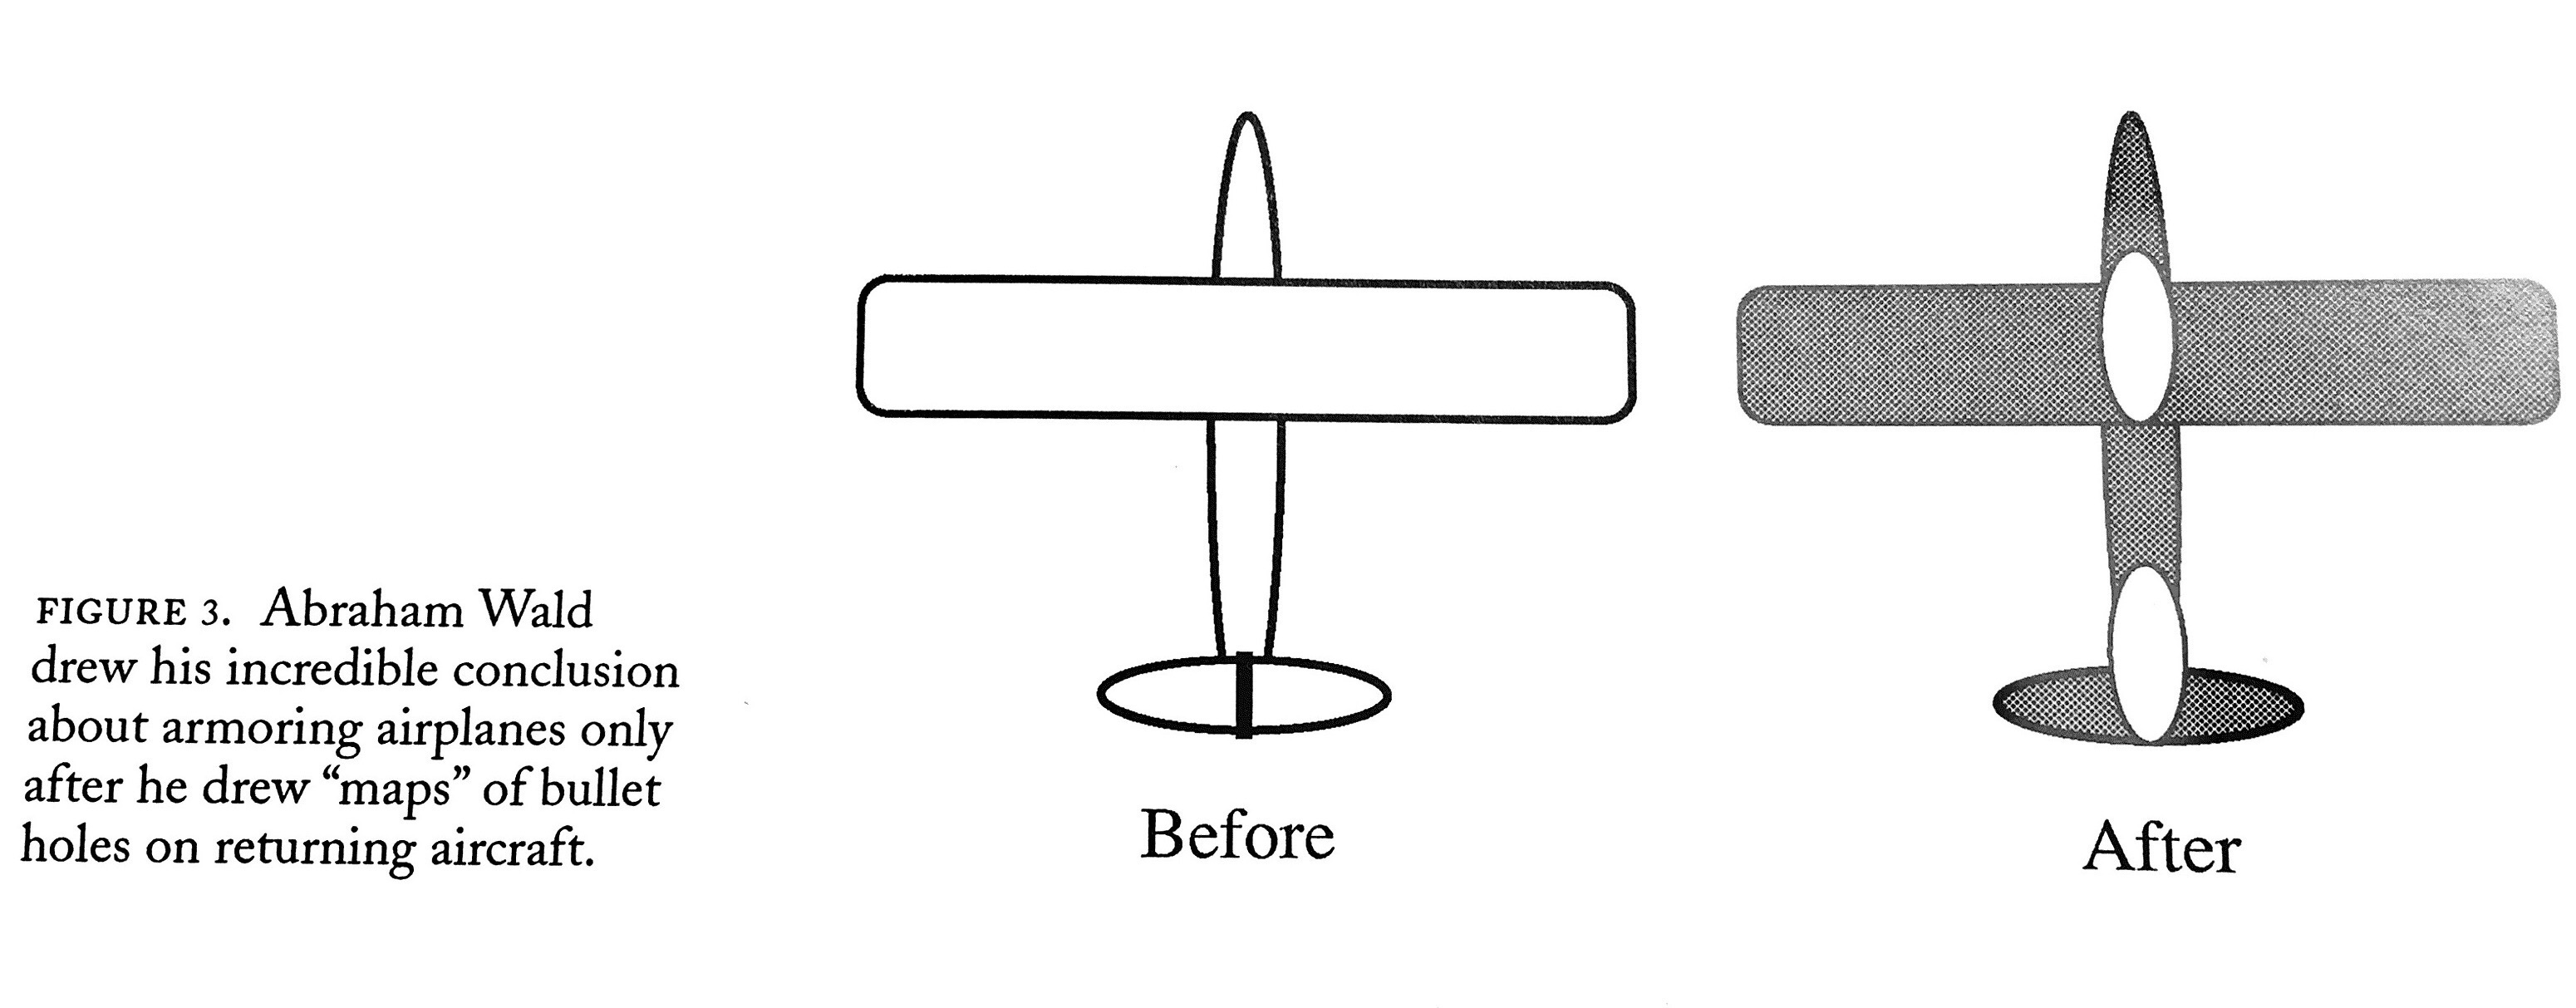 FIGURE 3. Abraham Wald
drew his incredible conclusion
about armoring airplanes only
after he drew “maps” of bullet
holes on returning aircraft.
Before
After